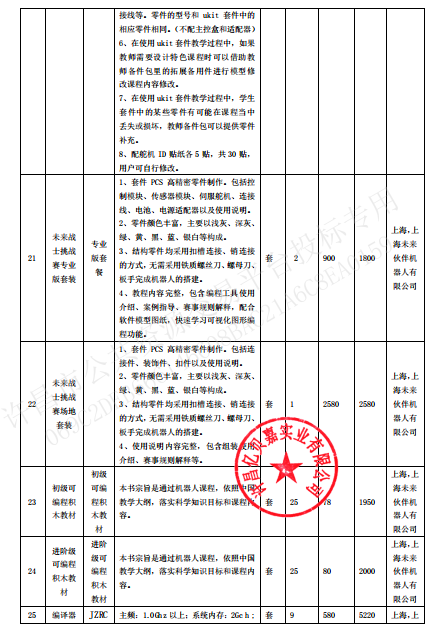 接线等。零件的型号和 ukit 套件中的
相应零件相同。（不配主控盒和适配器）
6、在使用 ukit 套件教学过程中，如果
教师需要设计特色课程时可以借助教
师备件包里的拓展备用件进行模型修
改课程内容修改。
7、在使用 ukit 套件教学过程中，学生
套件中的某些零件有可能在课程当中
丢失或损坏，教师备件包可以提供零件
补充。
8、配舵机 ID 贴纸各 5 贴，共 30 贴，
用户可自行修改。
21
未来战
士挑战
赛专业
版套装
专业
版套
餐
1、套件 PCS 高精密零件制作。包括控
制模块、传感器模块、伺服舵机、连接
线、电池、电源适配器以及使用说明。
2、零件颜色丰富，主要以浅灰、深灰、
绿、黄、黑、蓝、银白等构成。
3、结构零件均采用扣槽连接、销连接
的方式，无需采用铁质螺丝刀、螺母刀、
板手完成机器人的搭建。
4、教程内容完整，包含编程工具使用
介绍、案例指导、赛事规则解释，配合
软件模型图纸，快速学习可视化图形编
程功能。
套
2
900
1800
上海，上
海未来
伙伴机
器人有
限公司
22
未来战
士挑战
赛场地
套装
1、套件 PCS 高精密零件制作。包括连
接件、装饰件、扣件以及使用说明。
2、零件颜色丰富，主要以浅灰、深灰、
绿、黄、黑、蓝、银白等构成。
3、结构零件均采用扣槽连接、销连接
的方式，无需采用铁质螺丝刀、螺母刀、
板手完成机器人的搭建。
4、使用说明内容完整，包含组装使用
介绍、赛事规则解释等。
套
1
2580
2580
上海，上
海未来
伙伴机
器人有
限公司
23
初级可
编程积
木教材
初级
可编
程积
木教
材
本书宗旨是通过机器人课程，依照中国
教学大纲，落实科学知识目标和课程内
容。
套
25
78
1950
上海，上
海未来
伙伴机
器人有
限公司
24
进阶级
可编程
积木教
材
进阶
级可
编程
积木
教材
本书宗旨是通过机器人课程，依照中国
教学大纲，落实科学知识目标和课程内
容。
套
25
80
2000
上海，上
海未来
伙伴机
器人有
限公司
25
编译器
JZRC
主频：1.0Ghz 以上；系统内存：2Gch；
套
9
580
5220
上海，上
许昌亿贝嘉实业有限公司